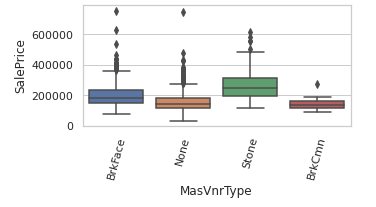 600000
400000
200000
0
SalePrice
BrkFace
None
Stone
BrkCmn
MasVnrType